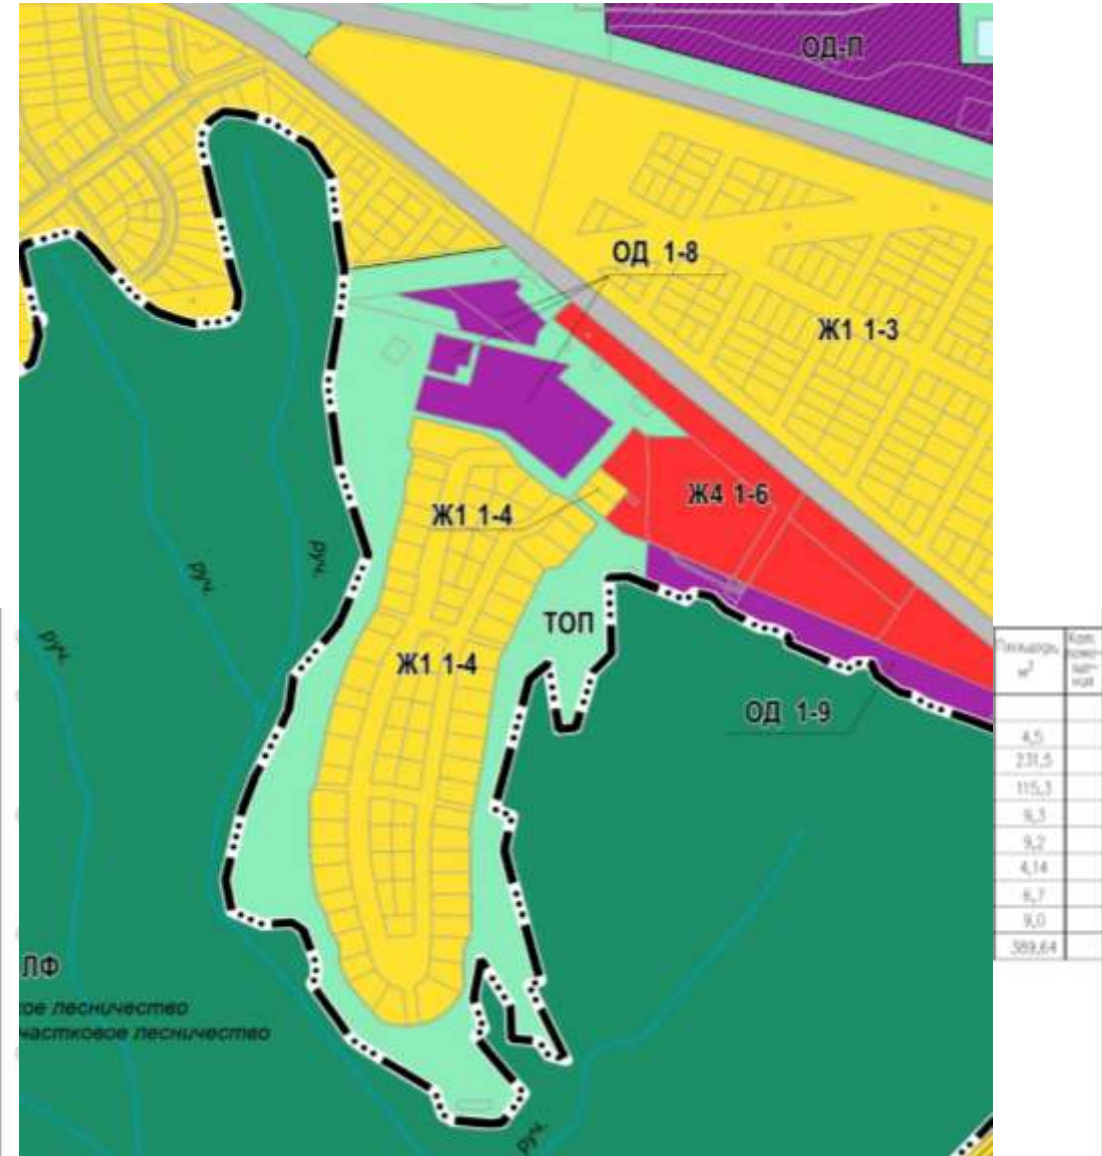 ОД-П
ОД 1-8
Ж1 1-3
Ж1 1-4
Ж4 1-6
руч.
руч.
ТОП
руч.
Ж1 1-4
ОД 1-9
Площадь,
м²
4,5
231,5
115,3
9,3
9,2
4,14
6,7
9,0
389,64
ЛФ
ое лесничество
частковое лесничество
руч.